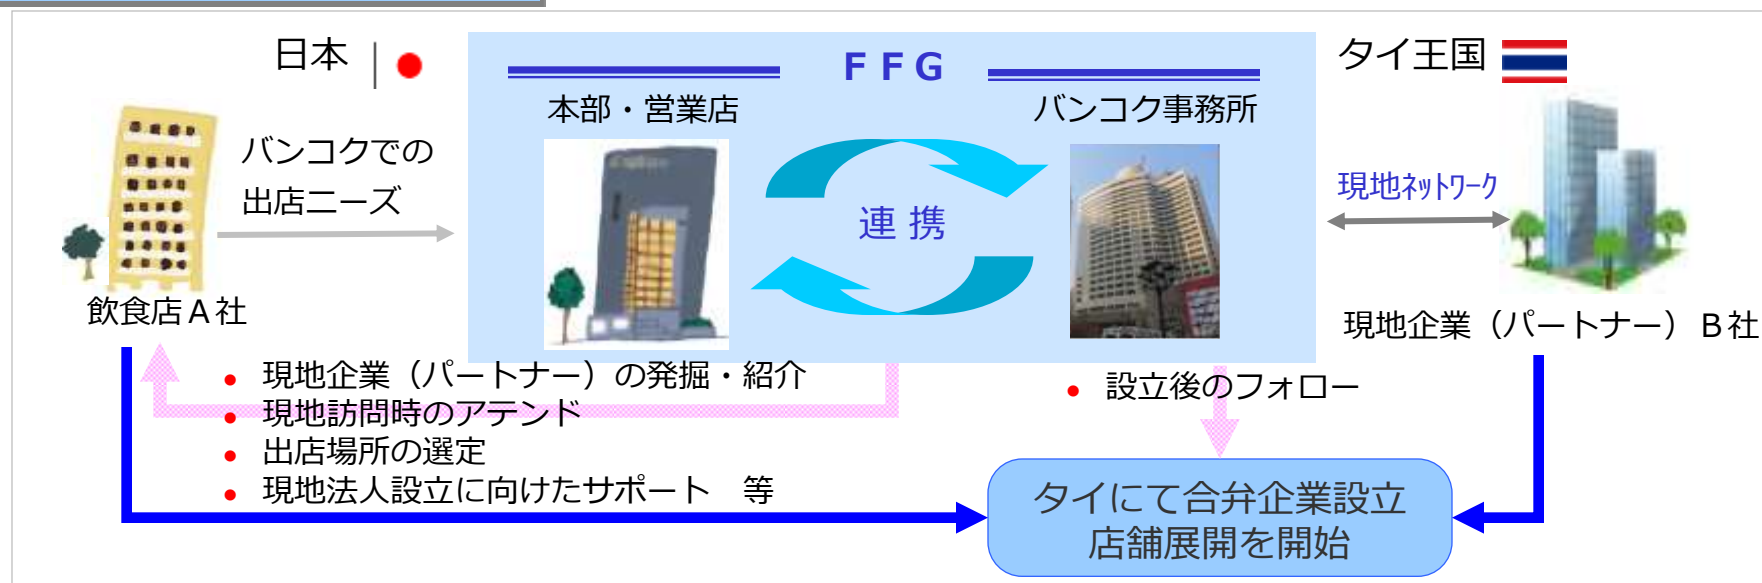 日本
FFG
タイ王国
本部・営業店
バンコク事務所
バンコクでの
出店ニーズ
連携
現地ﾈｯﾄﾜｰｸ
飲食店A社
現地企業（パートナー）B社
● 現地企業（パートナー）の発掘・紹介
● 現地訪問時のアテンド
● 出店場所の選定
● 現地法人設立に向けたサポート　等
● 設立後のフォロー
タイにて合弁企業設立
店舗展開を開始